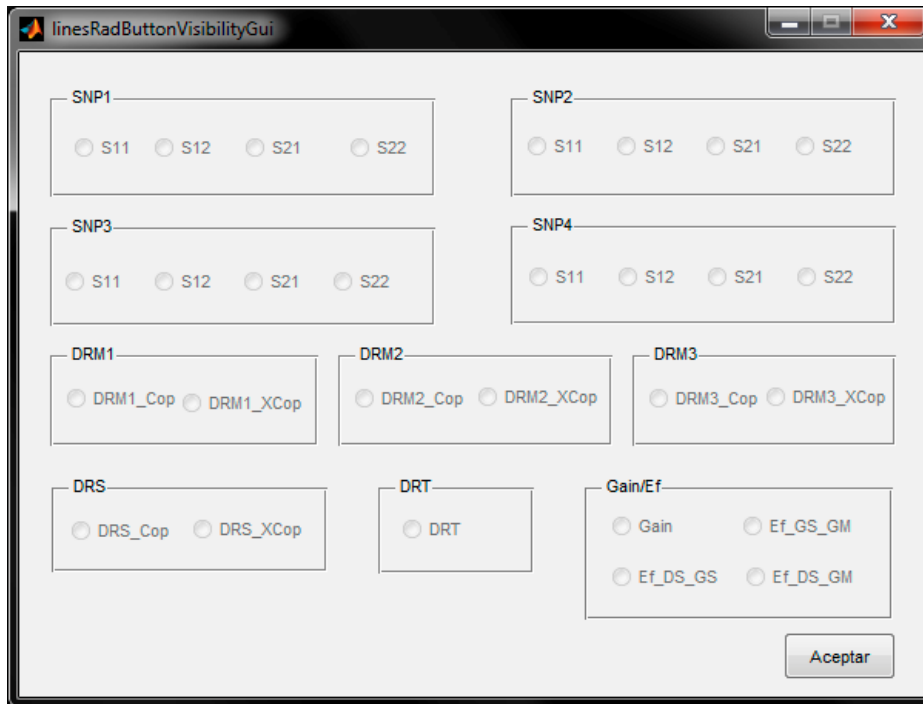 linesRadButtonVisibilityGui
SNP1
S11 S12 S21 S22
SNP2
S11 S12 S21 S22
SNP3
S11 S12 S21 S22
SNP4
S11 S12 S21 S22
DRM1
DRM1_Cop DRM1_XCop
DRM2
DRM2_Cop DRM2_XCop
DRM3
DRM3_Cop DRM3_XCop
DRS
DRS_Cop DRS_XCop
DRT
DRT
Gain/Ef
Gain Ef_GS_GM
Ef_DS_GS Ef_DS_GM
Aceptar